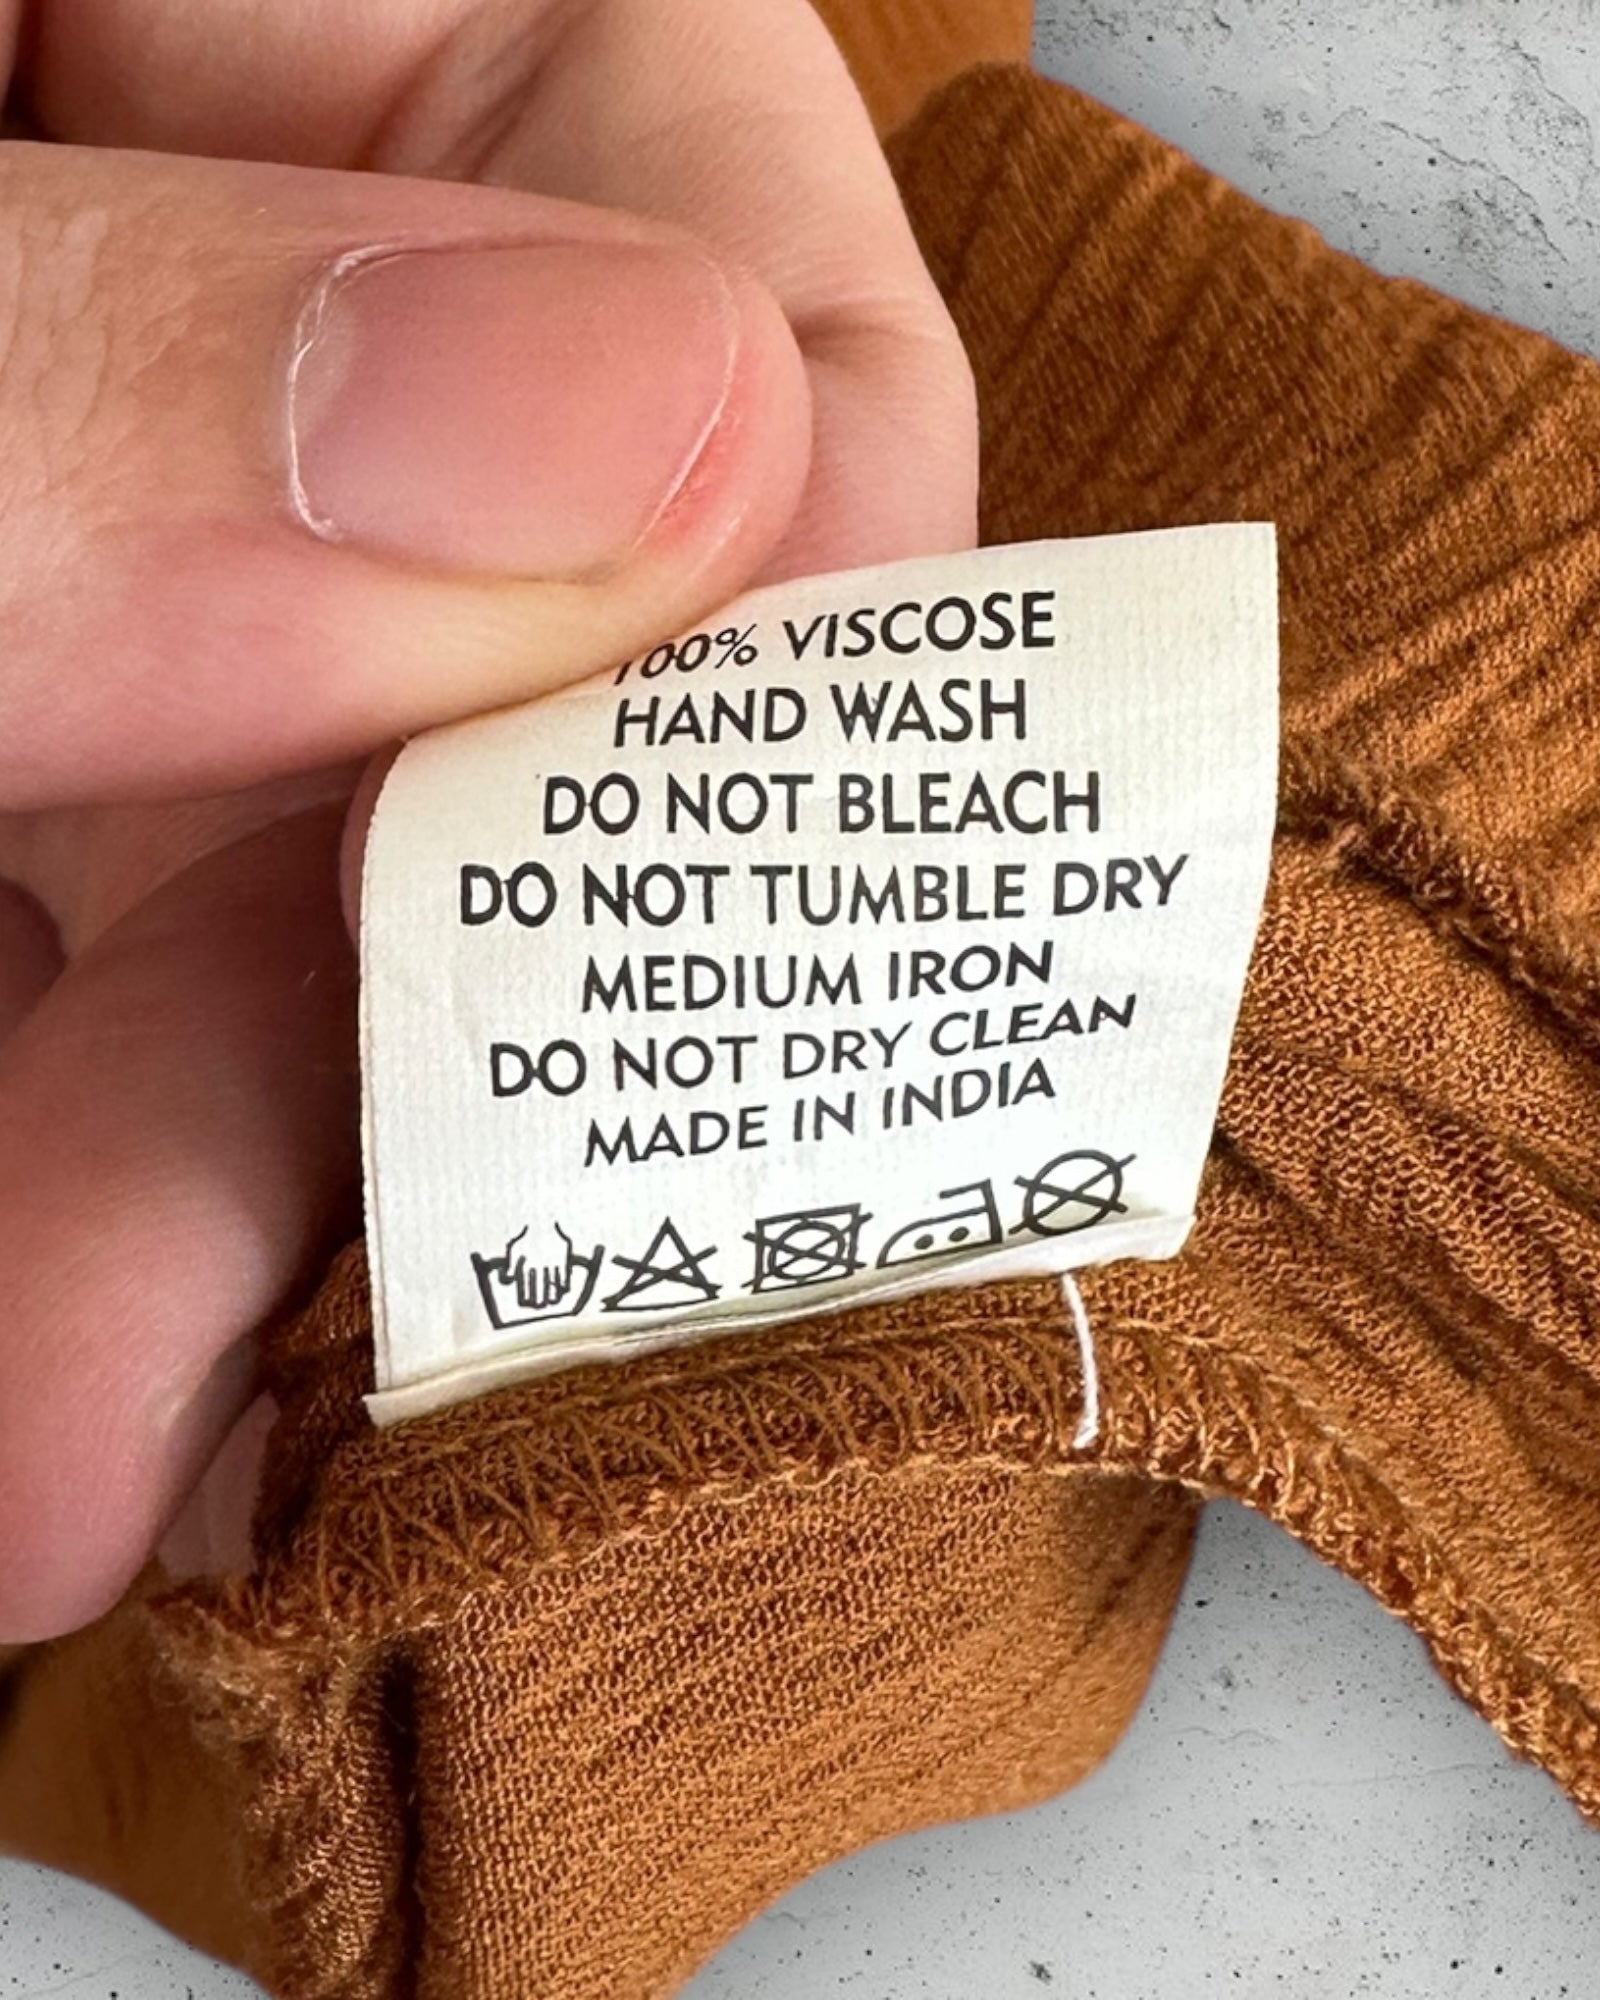 100% VISCOSE
HAND WASH
DO NOT BLEACH
DO NOT TUMBLE DRY
MEDIUM IRON
DO NOT DRY CLEAN
MADE IN INDIA